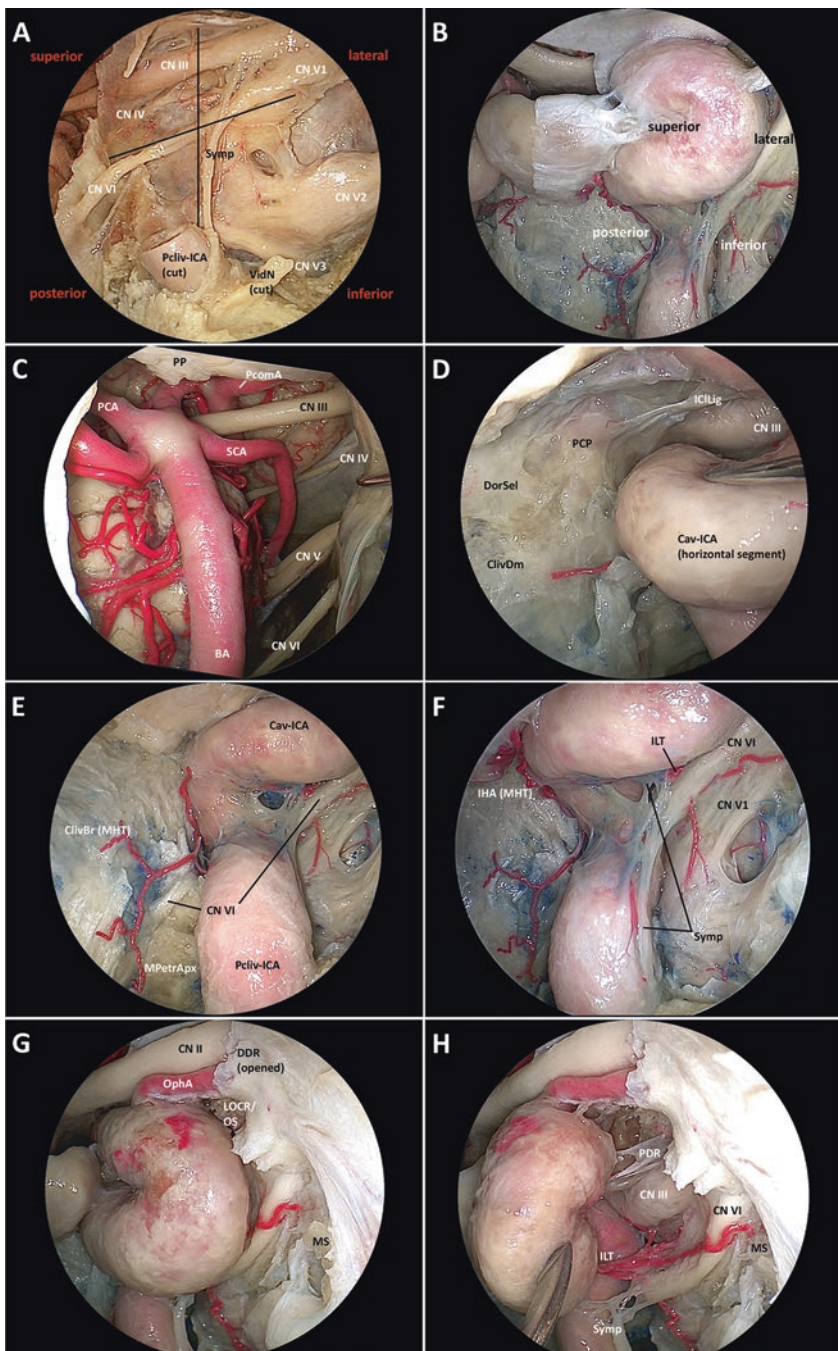 A
superior
CN III
CN V1
lateral
CN IV
Symp
CN VI
CN V2
Pcliv-ICA
(cut)
VidN
(cut)
CN V3
posterior
inferior
B
superior
lateral
posterior
inferior
C
PP
PcomA
PCA
CN III
SCA
CN IV
CN V
CN VI
BA
D
IClLig
CN III
PCP
DorSel
Cav-ICA
(horizontal segment)
ClivDm
E
Cav-ICA
ClivBr (MHT)
CN VI
MPetrApx
Pcliv-ICA
F
ILT
CN VI
IHA (MHT)
CN V1
Symp
G
CN II
DDR
(opened)
OphA
LOCR/
OS
MS
H
PDR
CN III
CN VI
ILT
MS
Symp